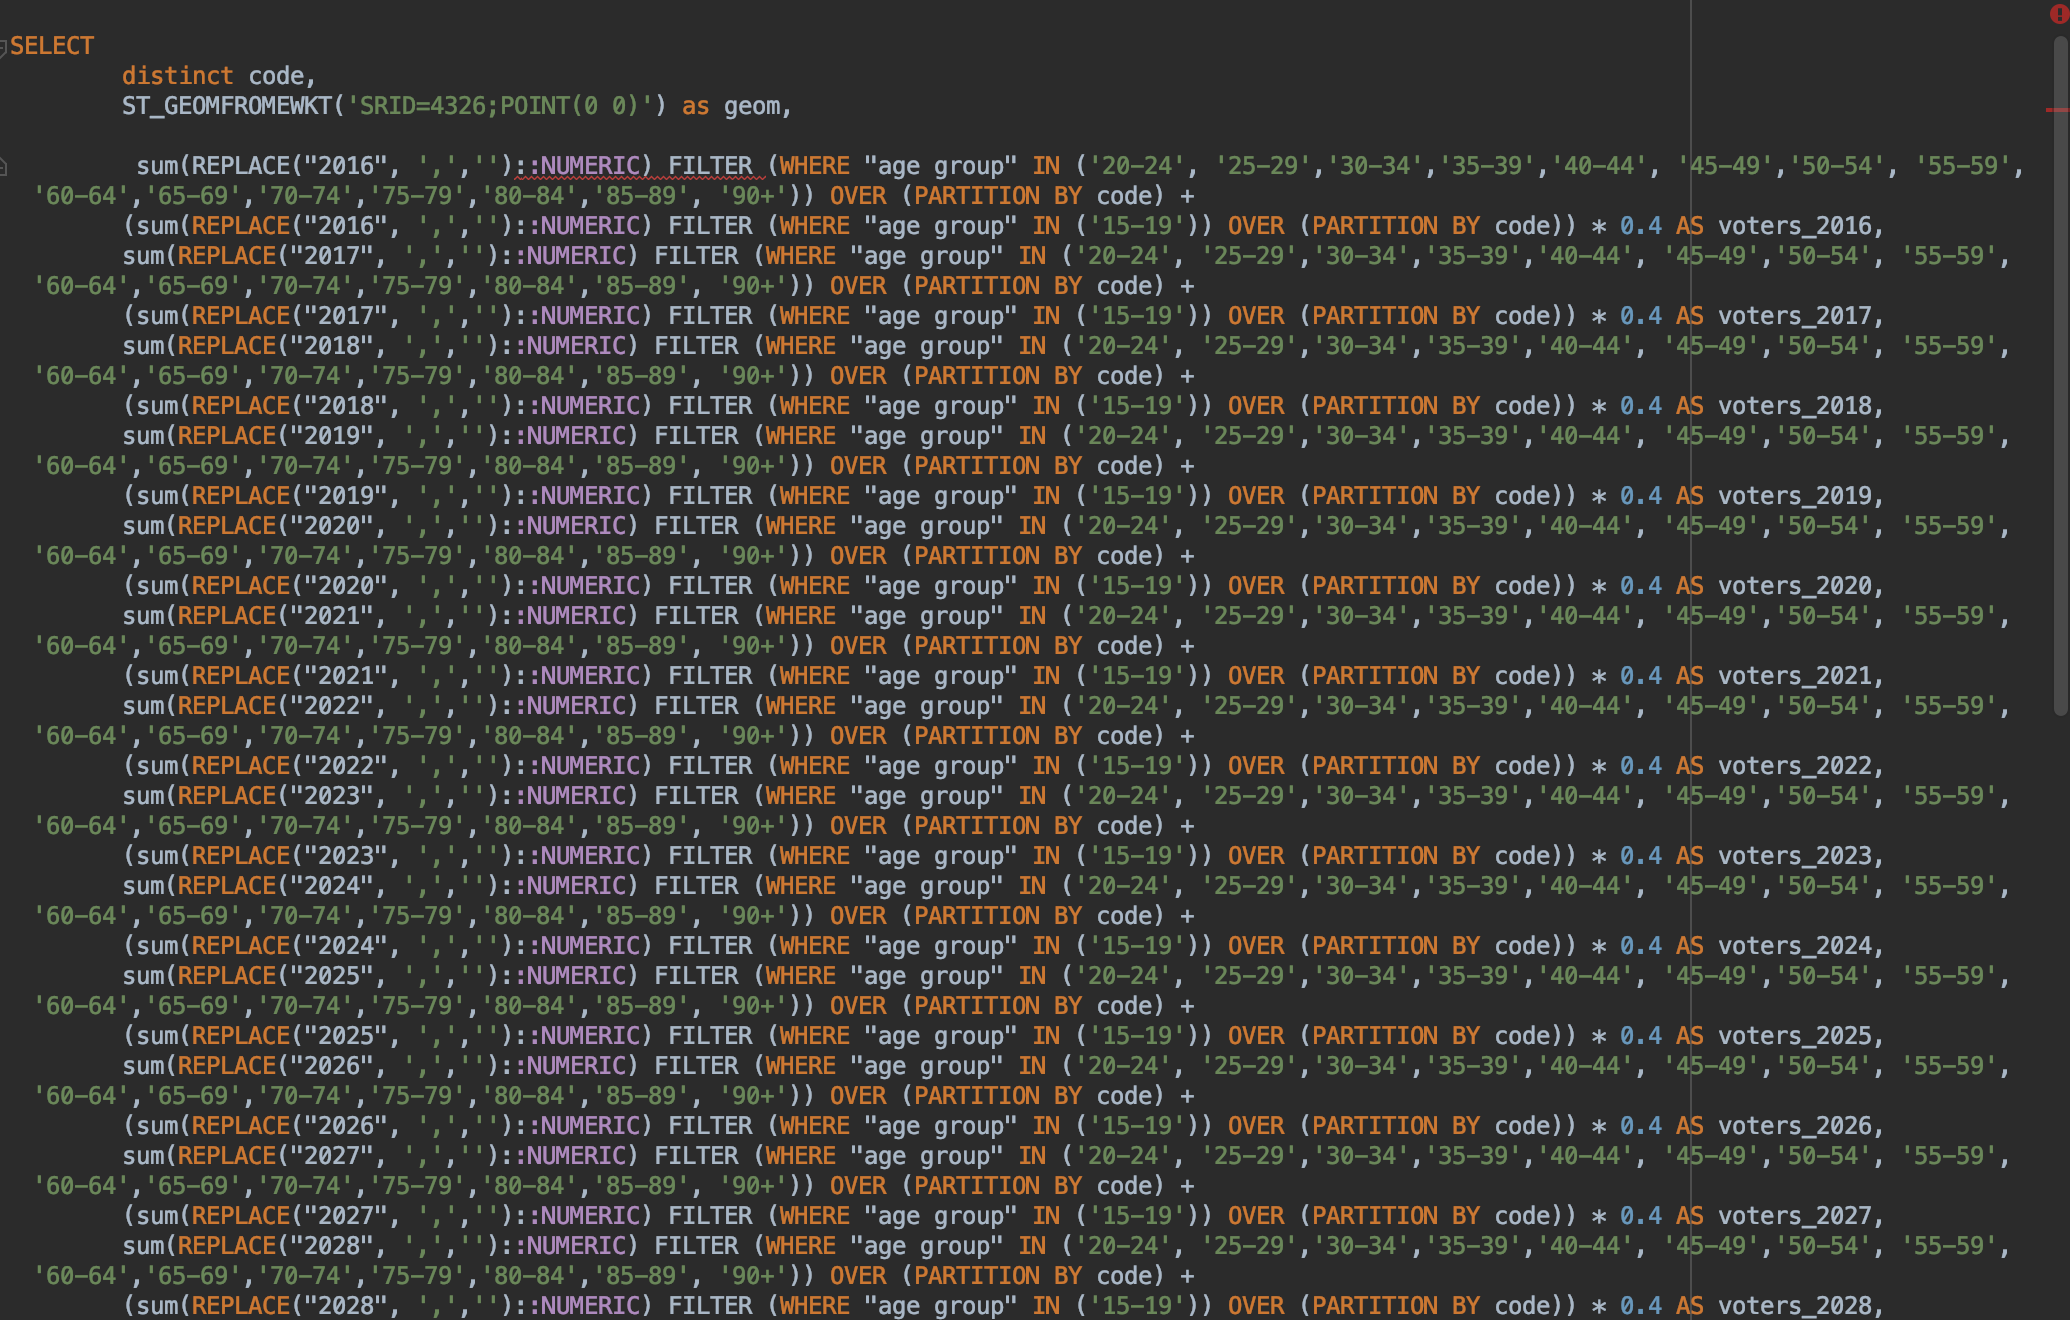 SELECT
distinct code,
ST_GEOMFROMEWKT('SRID=4326;POINT(0 0)') as geom,
sum(REPLACE("2016", ',','')::NUMERIC) FILTER (WHERE "age group" IN ('20-24', '25-29','30-34','35-39','40-44', '45-49','50-54', '55-59',
'60-64','65-69','70-74','75-79','80-84','85-89', '90+')) OVER (PARTITION BY code) +
(sum(REPLACE("2016", ',','')::NUMERIC) FILTER (WHERE "age group" IN ('15-19')) OVER (PARTITION BY code)) * 0.4 AS voters_2016,
sum(REPLACE("2017", ',','')::NUMERIC) FILTER (WHERE "age group" IN ('20-24', '25-29','30-34','35-39','40-44', '45-49','50-54', '55-59',
'60-64','65-69','70-74','75-79','80-84','85-89', '90+')) OVER (PARTITION BY code) +
(sum(REPLACE("2017", ',','')::NUMERIC) FILTER (WHERE "age group" IN ('15-19')) OVER (PARTITION BY code)) * 0.4 AS voters_2017,
sum(REPLACE("2018", ',','')::NUMERIC) FILTER (WHERE "age group" IN ('20-24', '25-29','30-34','35-39','40-44', '45-49','50-54', '55-59',
'60-64','65-69','70-74','75-79','80-84','85-89', '90+')) OVER (PARTITION BY code) +
(sum(REPLACE("2018", ',','')::NUMERIC) FILTER (WHERE "age group" IN ('15-19')) OVER (PARTITION BY code)) * 0.4 AS voters_2018,
sum(REPLACE("2019", ',','')::NUMERIC) FILTER (WHERE "age group" IN ('20-24', '25-29','30-34','35-39','40-44', '45-49','50-54', '55-59',
'60-64','65-69','70-74','75-79','80-84','85-89', '90+')) OVER (PARTITION BY code) +
(sum(REPLACE("2019", ',','')::NUMERIC) FILTER (WHERE "age group" IN ('15-19')) OVER (PARTITION BY code)) * 0.4 AS voters_2019,
sum(REPLACE("2020", ',','')::NUMERIC) FILTER (WHERE "age group" IN ('20-24', '25-29','30-34','35-39','40-44', '45-49','50-54', '55-59',
'60-64','65-69','70-74','75-79','80-84','85-89', '90+')) OVER (PARTITION BY code) +
(sum(REPLACE("2020", ',','')::NUMERIC) FILTER (WHERE "age group" IN ('15-19')) OVER (PARTITION BY code)) * 0.4 AS voters_2020,
sum(REPLACE("2021", ',','')::NUMERIC) FILTER (WHERE "age group" IN ('20-24', '25-29','30-34','35-39','40-44', '45-49','50-54', '55-59',
'60-64','65-69','70-74','75-79','80-84','85-89', '90+')) OVER (PARTITION BY code) +
(sum(REPLACE("2021", ',','')::NUMERIC) FILTER (WHERE "age group" IN ('15-19')) OVER (PARTITION BY code)) * 0.4 AS voters_2021,
sum(REPLACE("2022", ',','')::NUMERIC) FILTER (WHERE "age group" IN ('20-24', '25-29','30-34','35-39','40-44', '45-49','50-54', '55-59',
'60-64','65-69','70-74','75-79','80-84','85-89', '90+')) OVER (PARTITION BY code) +
(sum(REPLACE("2022", ',','')::NUMERIC) FILTER (WHERE "age group" IN ('15-19')) OVER (PARTITION BY code)) * 0.4 AS voters_2022,
sum(REPLACE("2023", ',','')::NUMERIC) FILTER (WHERE "age group" IN ('20-24', '25-29','30-34','35-39','40-44', '45-49','50-54', '55-59',
'60-64','65-69','70-74','75-79','80-84','85-89', '90+')) OVER (PARTITION BY code) +
(sum(REPLACE("2023", ',','')::NUMERIC) FILTER (WHERE "age group" IN ('15-19')) OVER (PARTITION BY code)) * 0.4 AS voters_2023,
sum(REPLACE("2024", ',','')::NUMERIC) FILTER (WHERE "age group" IN ('20-24', '25-29','30-34','35-39','40-44', '45-49','50-54', '55-59',
'60-64','65-69','70-74','75-79','80-84','85-89', '90+')) OVER (PARTITION BY code) +
(sum(REPLACE("2024", ',','')::NUMERIC) FILTER (WHERE "age group" IN ('15-19')) OVER (PARTITION BY code)) * 0.4 AS voters_2024,
sum(REPLACE("2025", ',','')::NUMERIC) FILTER (WHERE "age group" IN ('20-24', '25-29','30-34','35-39','40-44', '45-49','50-54', '55-59',
'60-64','65-69','70-74','75-79','80-84','85-89', '90+')) OVER (PARTITION BY code) +
(sum(REPLACE("2025", ',','')::NUMERIC) FILTER (WHERE "age group" IN ('15-19')) OVER (PARTITION BY code)) * 0.4 AS voters_2025,
sum(REPLACE("2026", ',','')::NUMERIC) FILTER (WHERE "age group" IN ('20-24', '25-29','30-34','35-39','40-44', '45-49','50-54', '55-59',
'60-64','65-69','70-74','75-79','80-84','85-89', '90+')) OVER (PARTITION BY code) +
(sum(REPLACE("2026", ',','')::NUMERIC) FILTER (WHERE "age group" IN ('15-19')) OVER (PARTITION BY code)) * 0.4 AS voters_2026,
sum(REPLACE("2027", ',','')::NUMERIC) FILTER (WHERE "age group" IN ('20-24', '25-29','30-34','35-39','40-44', '45-49','50-54', '55-59',
'60-64','65-69','70-74','75-79','80-84','85-89', '90+')) OVER (PARTITION BY code) +
(sum(REPLACE("2027", ',','')::NUMERIC) FILTER (WHERE "age group" IN ('15-19')) OVER (PARTITION BY code)) * 0.4 AS voters_2027,
sum(REPLACE("2028", ',','')::NUMERIC) FILTER (WHERE "age group" IN ('20-24', '25-29','30-34','35-39','40-44', '45-49','50-54', '55-59',
'60-64','65-69','70-74','75-79','80-84','85-89', '90+')) OVER (PARTITION BY code) +
(sum(REPLACE("2028", ',','')::NUMERIC) FILTER (WHERE "age group" IN ('15-19')) OVER (PARTITION BY code)) * 0.4 AS voters_2028,